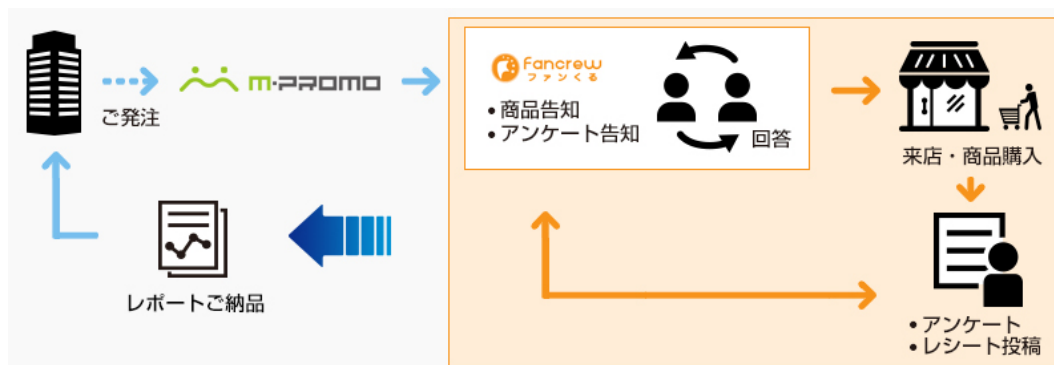 ご発注
m-PROMO
Fancrew
ファンくる
•商品告知
•アンケート告知
回答
来店・商品購入
•アンケート
•レシート投稿
レポートご納品